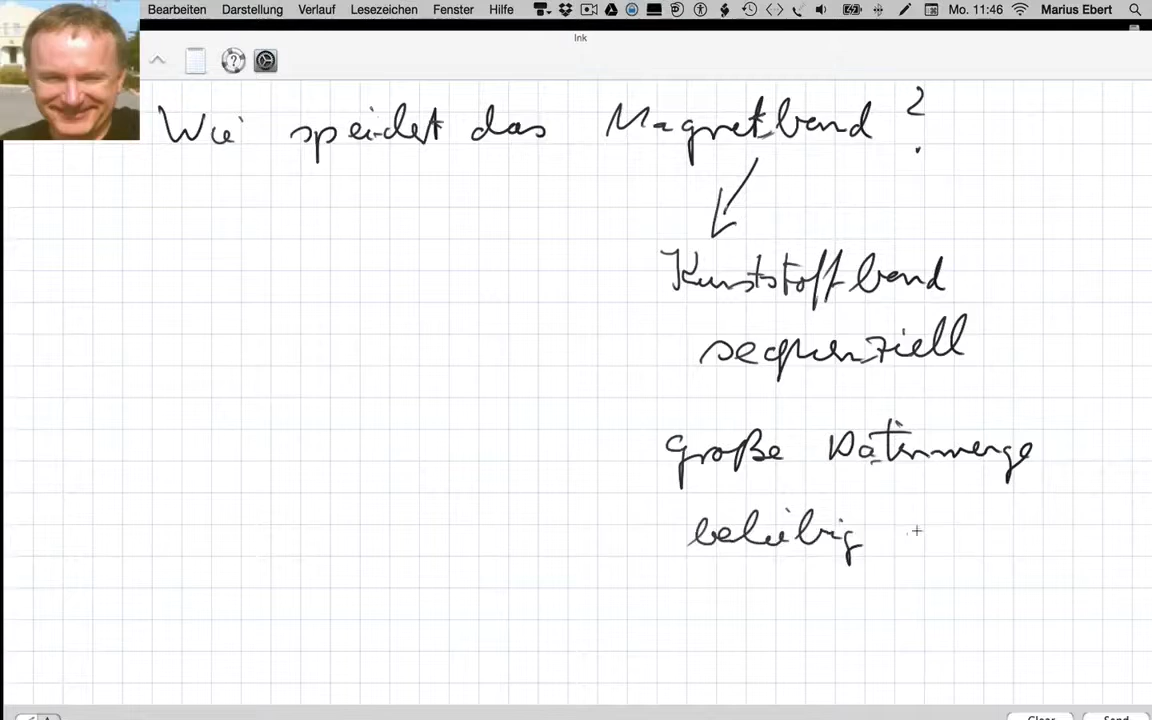 Bearbeiten Darstellung Verlauf Lesezeichen Fenster Hilfe Mo. 11:46 Marius Ebert
Ink
Wie speichert das Magnetband ?
Kunststoffband
sequenziell
große Datenmenge
beliebig
Clear Send